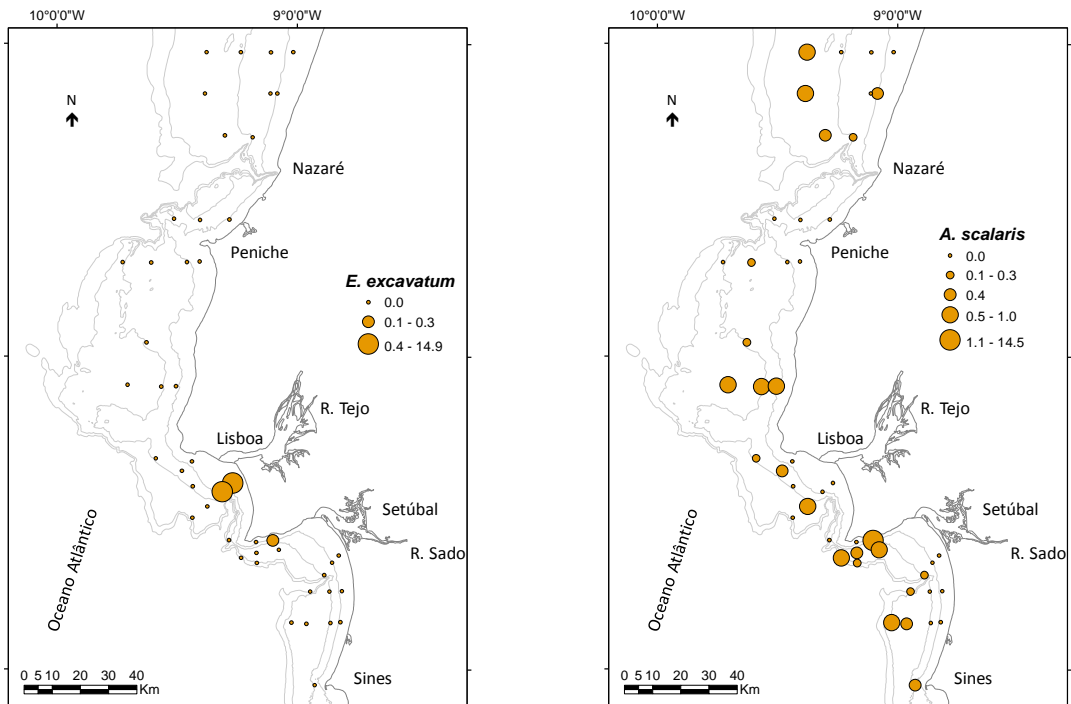 10°0'0"W 9°0'0"W
N
Nazaré
Peniche
E. excavatum
0.0
0.1 - 0.3
0.4 - 14.9
R. Tejo
Lisboa
Setúbal
R. Sado
Oceano Atlântico
Sines
0 5 10 20 30 40
Km
10°0'0"W 9°0'0"W
N
Nazaré
Peniche
A. scalaris
0.0
0.1 - 0.3
0.4
0.5 - 1.0
1.1 - 14.5
R. Tejo
Lisboa
Setúbal
R. Sado
Oceano Atlântico
Sines
0 5 10 20 30 40
Km